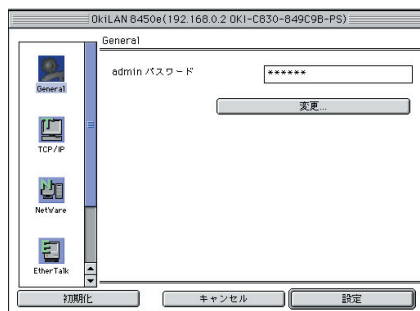 OkiLAN 8450e(192.168.0.2 OKI-C830-849C9B-PS)
General
General
TCP/IP
NetWare
EtherTalk
admin パスワード
******
変更...
初期化
キャンセル
設定